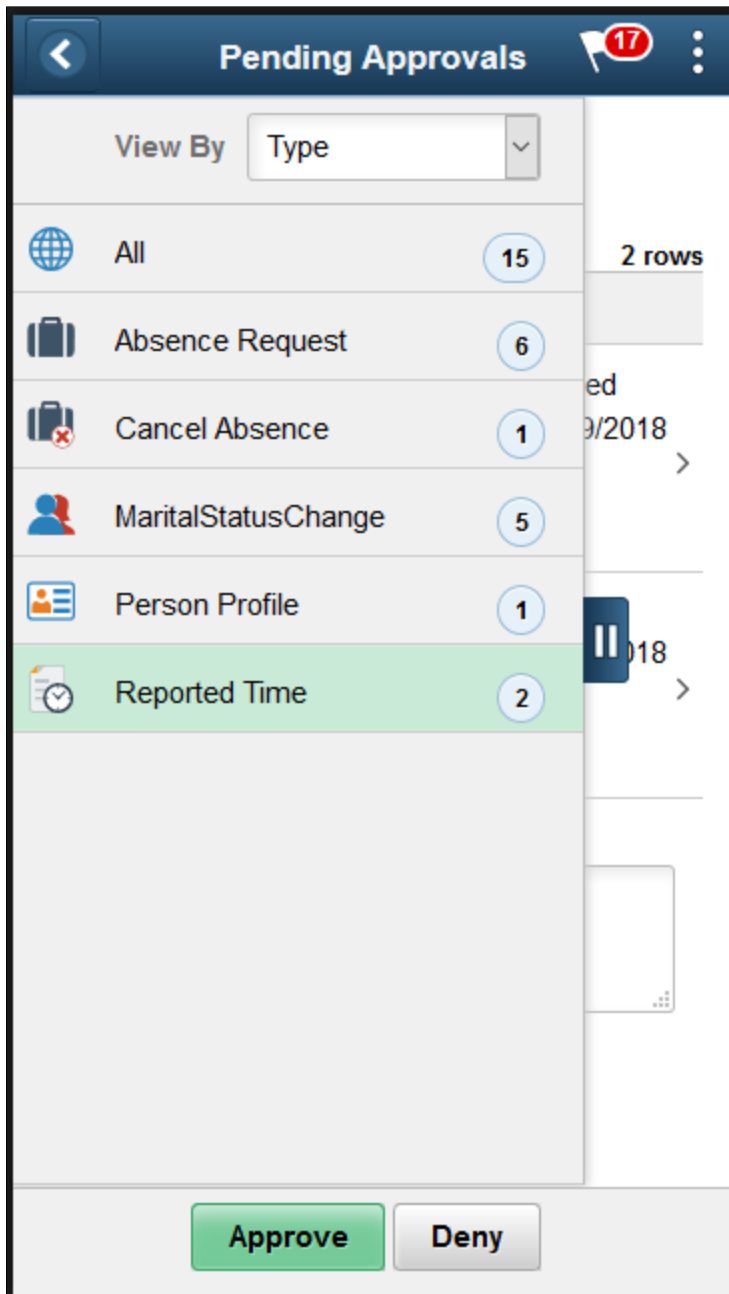 Pending Approvals
17
View By
Type
All
15
2 rows
Absence Request
6
ed
Cancel Absence
1
9/2018
MaritalStatusChange
5
Person Profile
1
018
Reported Time
2
Approve
Deny